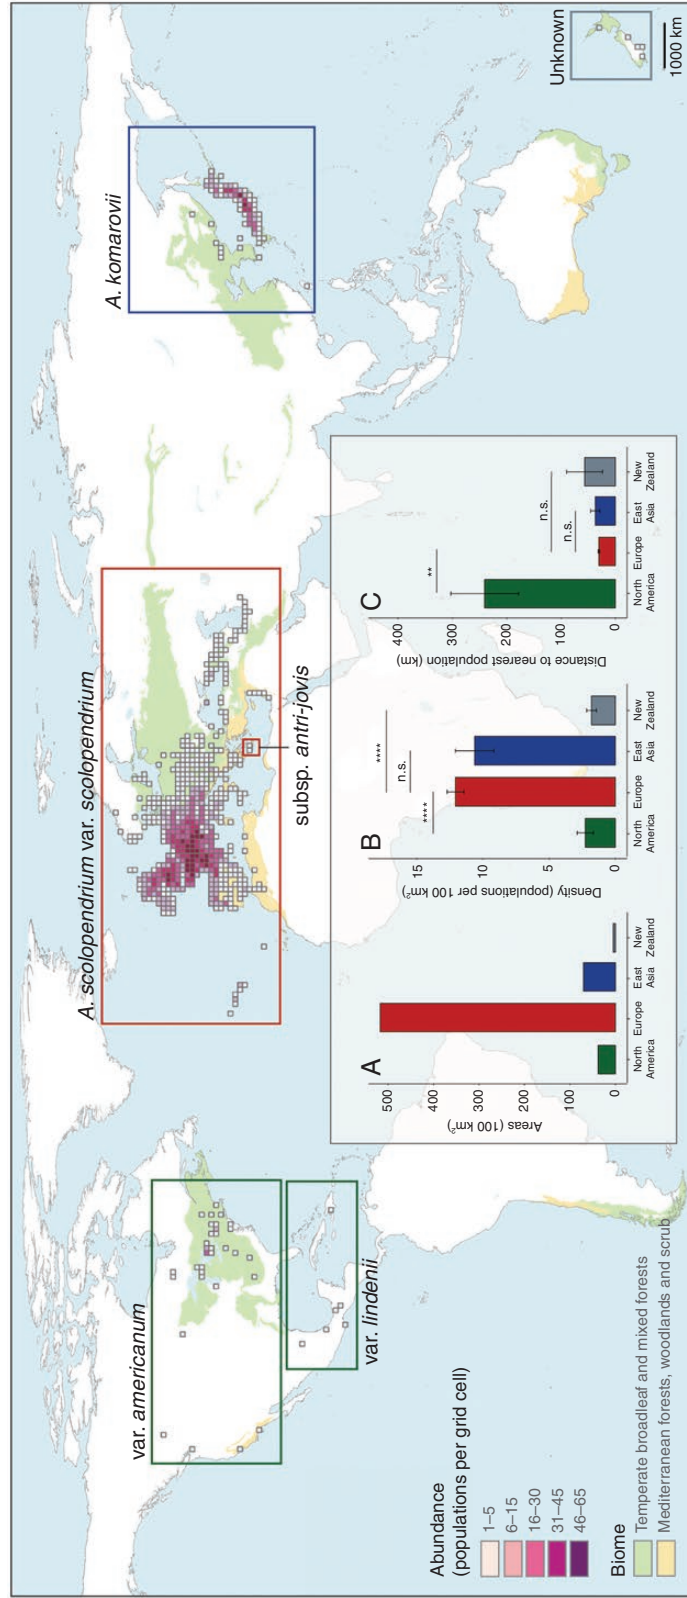 A. scolopendrium var. scolopendrium
A. komarovii
var. americanum
var. lindenii
subsp. antri-jovis
Unknown
1000 km
Abundance
(populations per grid cell)
1–5
6–15
16–30
31–45
46–65
Biome
Temperate broadleaf and mixed forests
Mediterranean forests, woodlands and scrub
A
Areas (100 km²)
500
400
300
200
100
0
North
America
Europe
East
Asia
New
Zealand
B
Density (populations per 100 km²)
15
10
5
0
****
n.s.
****
North
America
Europe
East
Asia
New
Zealand
C
Distance to nearest population (km)
400
300
200
100
0
**
n.s.
n.s.
North
America
Europe
East
Asia
New
Zealand